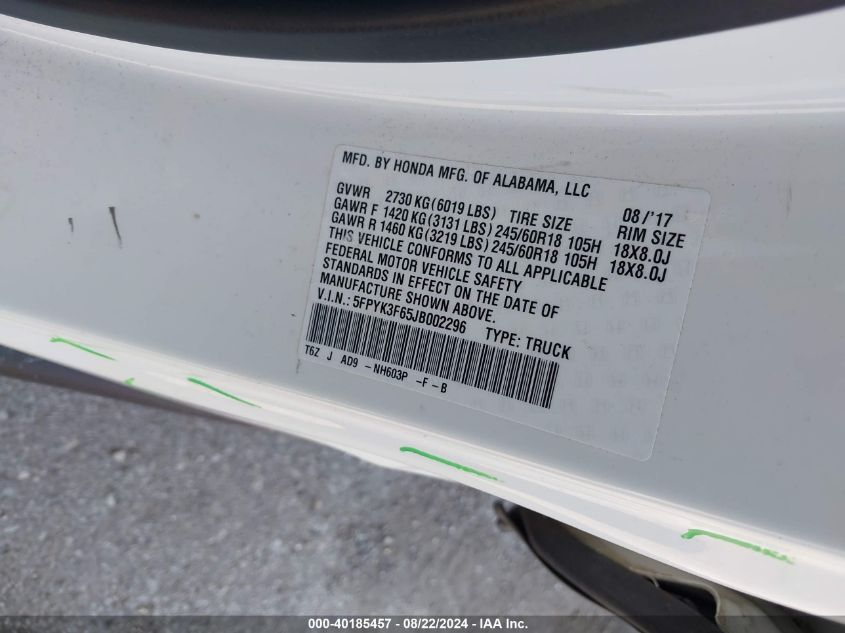 MFD. BY HONDA MFG. OF ALABAMA, LLC
08/'17
GVWR 2730 KG (6019 LBS) TIRE SIZE RIM SIZE
GAWR F 1420 KG (3131 LBS) 245/60R18 105H 18X8.0J
GAWR R 1460 KG (3219 LBS) 245/60R18 105H 18X8.0J
THIS VEHICLE CONFORMS TO ALL APPLICABLE
FEDERAL MOTOR VEHICLE SAFETY
STANDARDS IN EFFECT ON THE DATE OF
MANUFACTURE SHOWN ABOVE.
V.I.N.: 5FPYK3F65JB002296 TYPE: TRUCK
T6Z J AD9 -NH603P -F-B
000-40185457 - 08/22/2024 - IAA Inc.